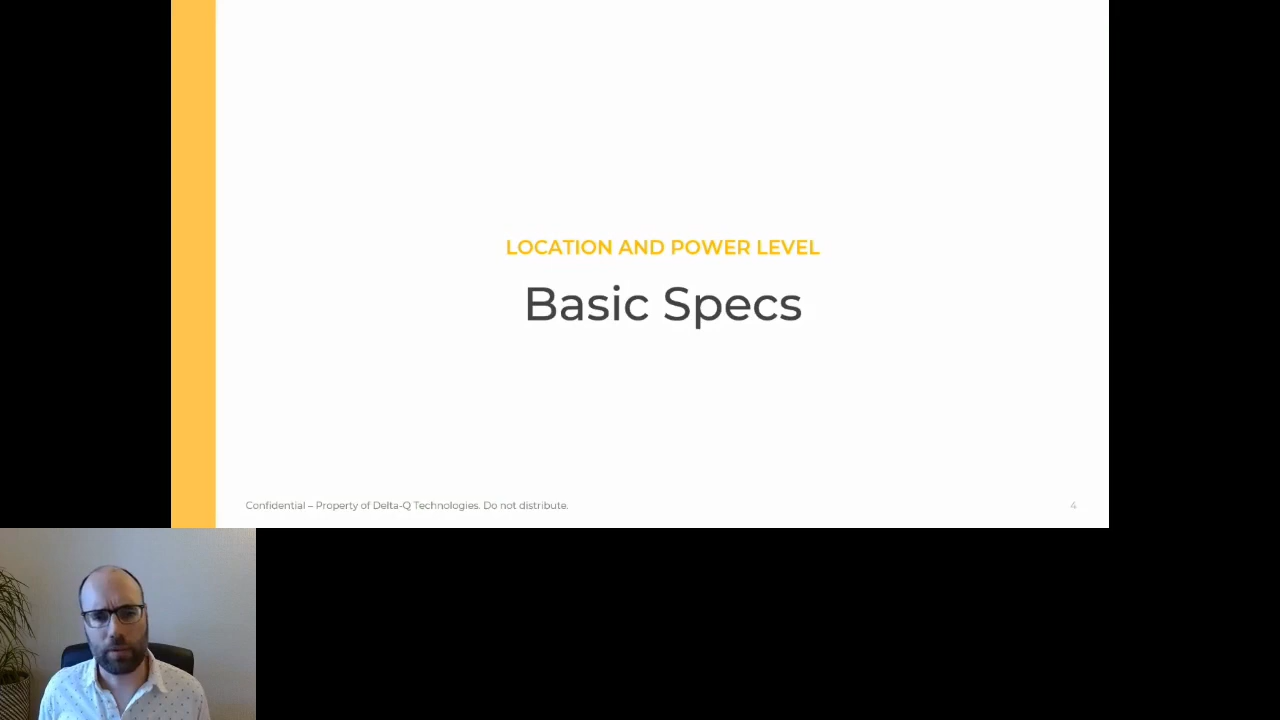 LOCATION AND POWER LEVEL
Basic Specs
Confidential – Property of Delta-Q Technologies. Do not distribute.
4